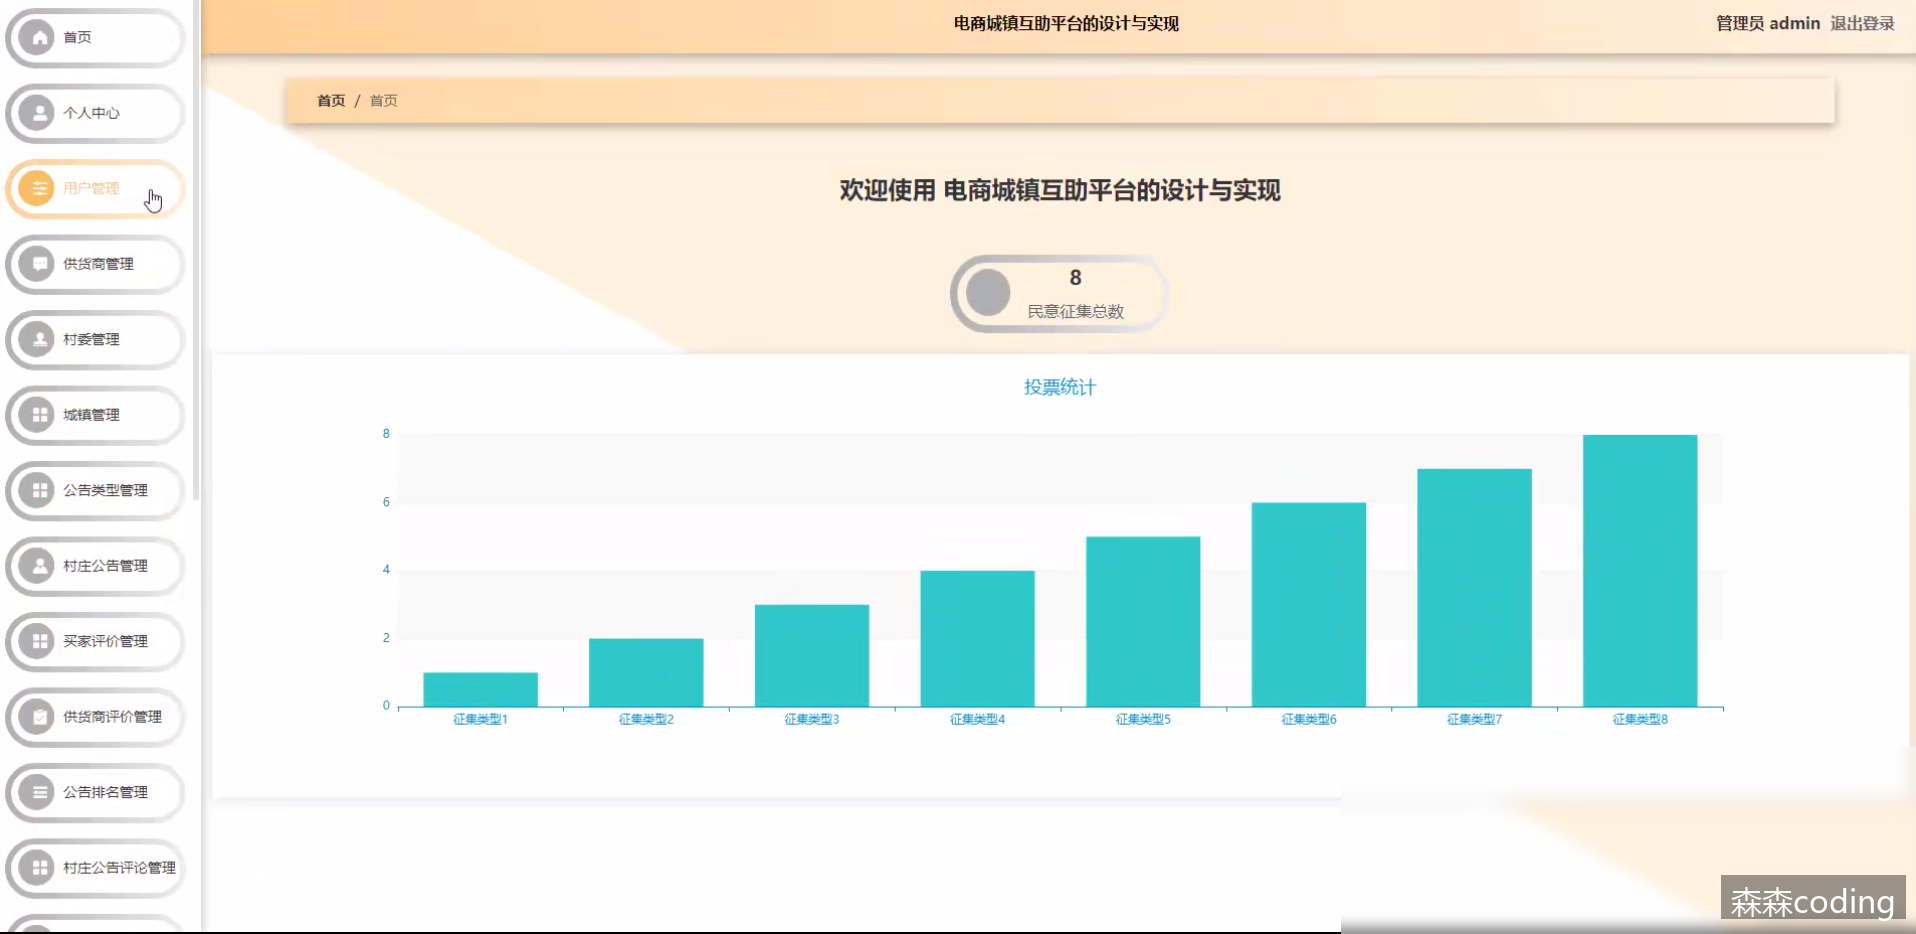 电商城镇互助平台的设计与实现
管理员 admin 退出登录
首页
个人中心
用户管理
供货商管理
村委管理
城镇管理
公告类型管理
村庄公告管理
买家评价管理
供货商评价管理
公告排名管理
村庄公告评论管理
首页 / 首页
欢迎使用 电商城镇互助平台的设计与实现
8
民意征集总数
投票统计
8
6
4
2
0
征集类型1 征集类型2 征集类型3 征集类型4 征集类型5 征集类型6 征集类型7 征集类型8
森森coding